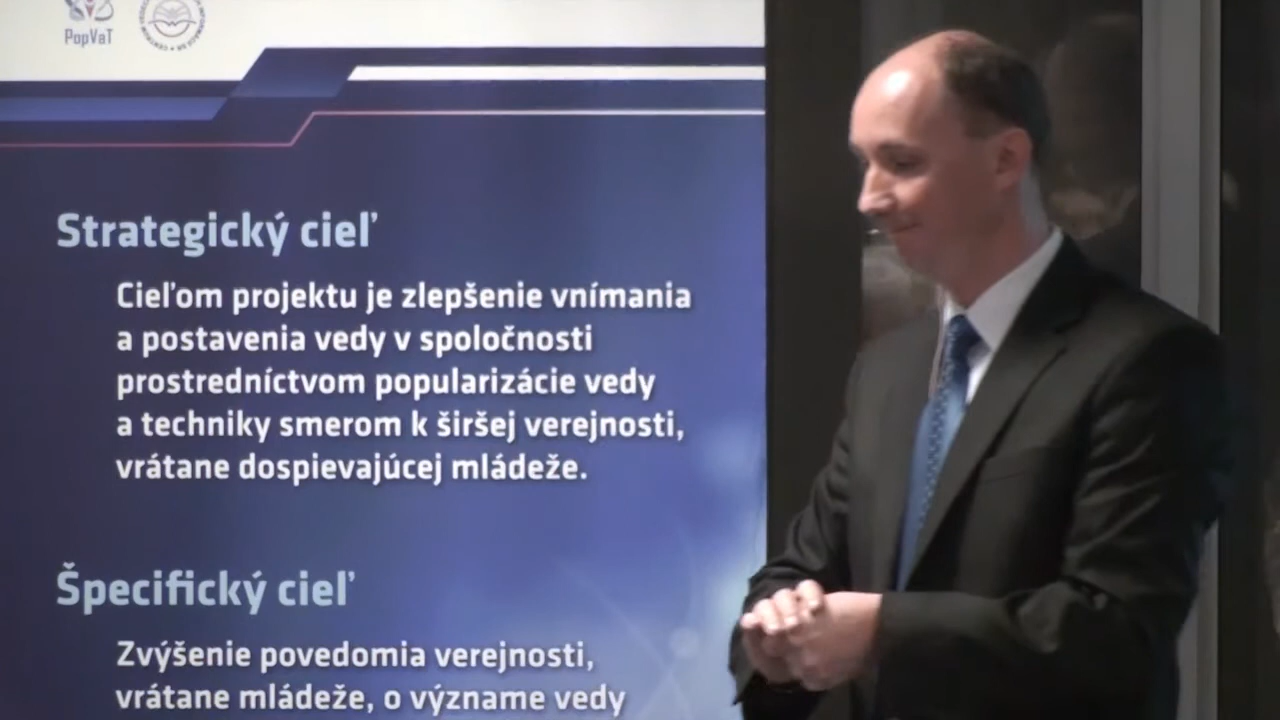 PopVaT
Strategický cieľ
Cieľom projektu je zlepšenie vnímania
a postavenia vedy v spoločnosti
prostredníctvom popularizácie vedy
a techniky smerom k širšej verejnosti,
vrátane dospievajúcej mládeže.
Špecifický cieľ
Zvýšenie povedomia verejnosti,
vrátane mládeže, o význame vedy